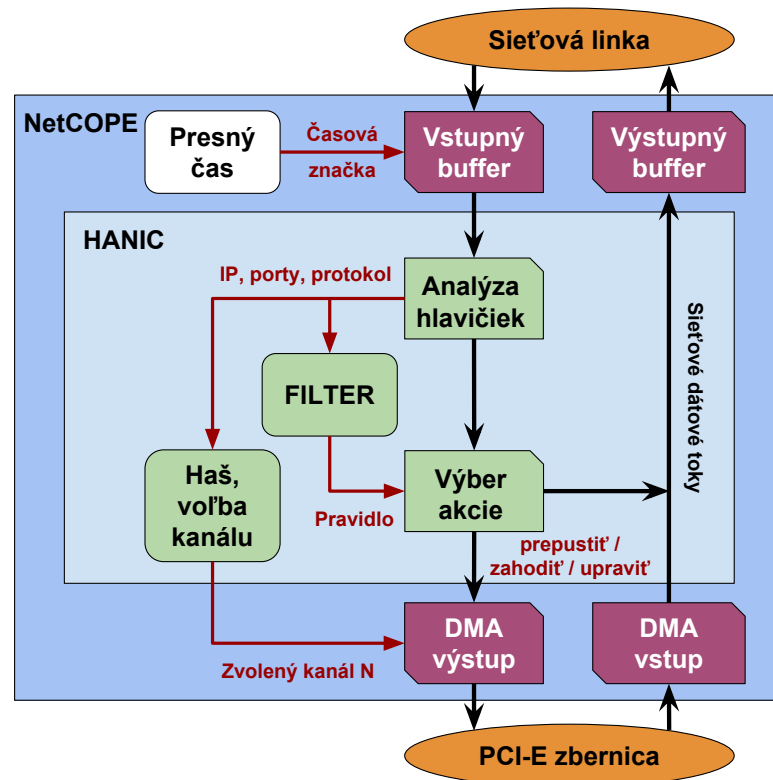 Sieťová linka
NetCOPE
Presný
čas
Časová
značka
Vstupný
buffer
Výstupný
buffer
HANIC
IP, porty, protokol
Analýza
hlavičiek
FILTER
Sieťové dátové toky
Haš,
voľba
kanálu
Pravidlo
Výber
akcie
prepustiť /
zahodiť / upraviť
Zvolený kanál N
DMA
výstup
DMA
vstup
PCI-E zbernica